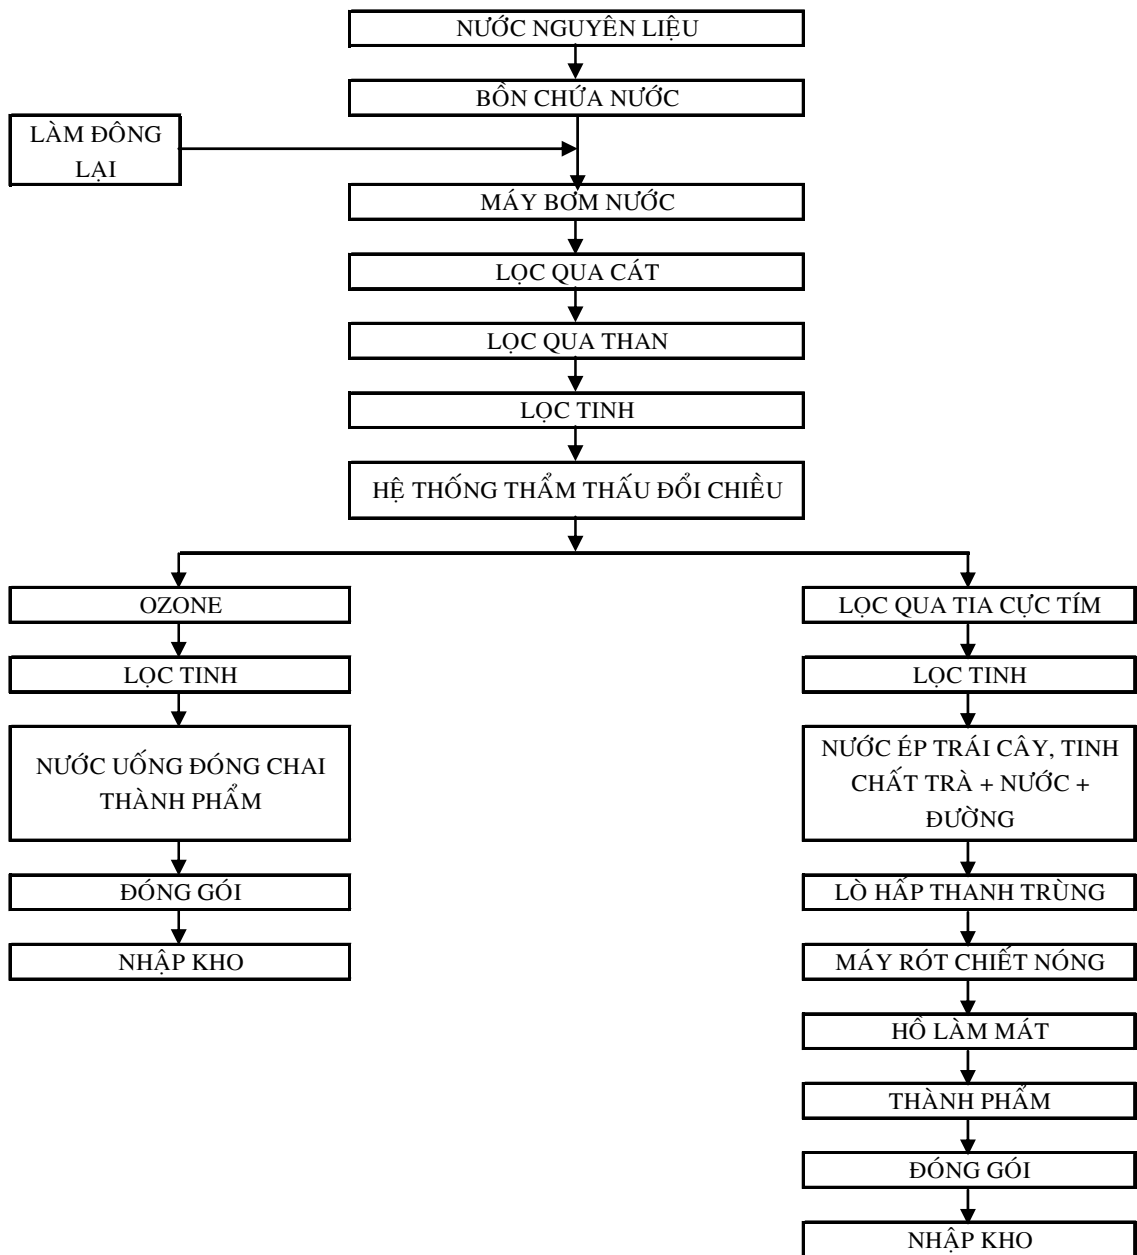 NƯỚC NGUYÊN LIỆU
BỒN CHỨA NƯỚC
LÀM ĐÔNG
LẠI
MÁY BƠM NƯỚC
LỌC QUA CÁT
LỌC QUA THAN
LỌC TINH
HỆ THỐNG THẨM THẤU ĐỔI CHIỀU
OZONE
LỌC TINH
NƯỚC UỐNG ĐÓNG CHAI
THÀNH PHẨM
ĐÓNG GÓI
NHẬP KHO
LỌC QUA TIA CỰC TÍM
LỌC TINH
NƯỚC ÉP TRÁI CÂY, TINH
CHẤT TRÀ + NƯỚC +
ĐƯỜNG
LÒ HẤP THANH TRÙNG
MÁY RÓT CHIẾT NÓNG
HỒ LÀM MÁT
THÀNH PHẨM
ĐÓNG GÓI
NHẬP KHO